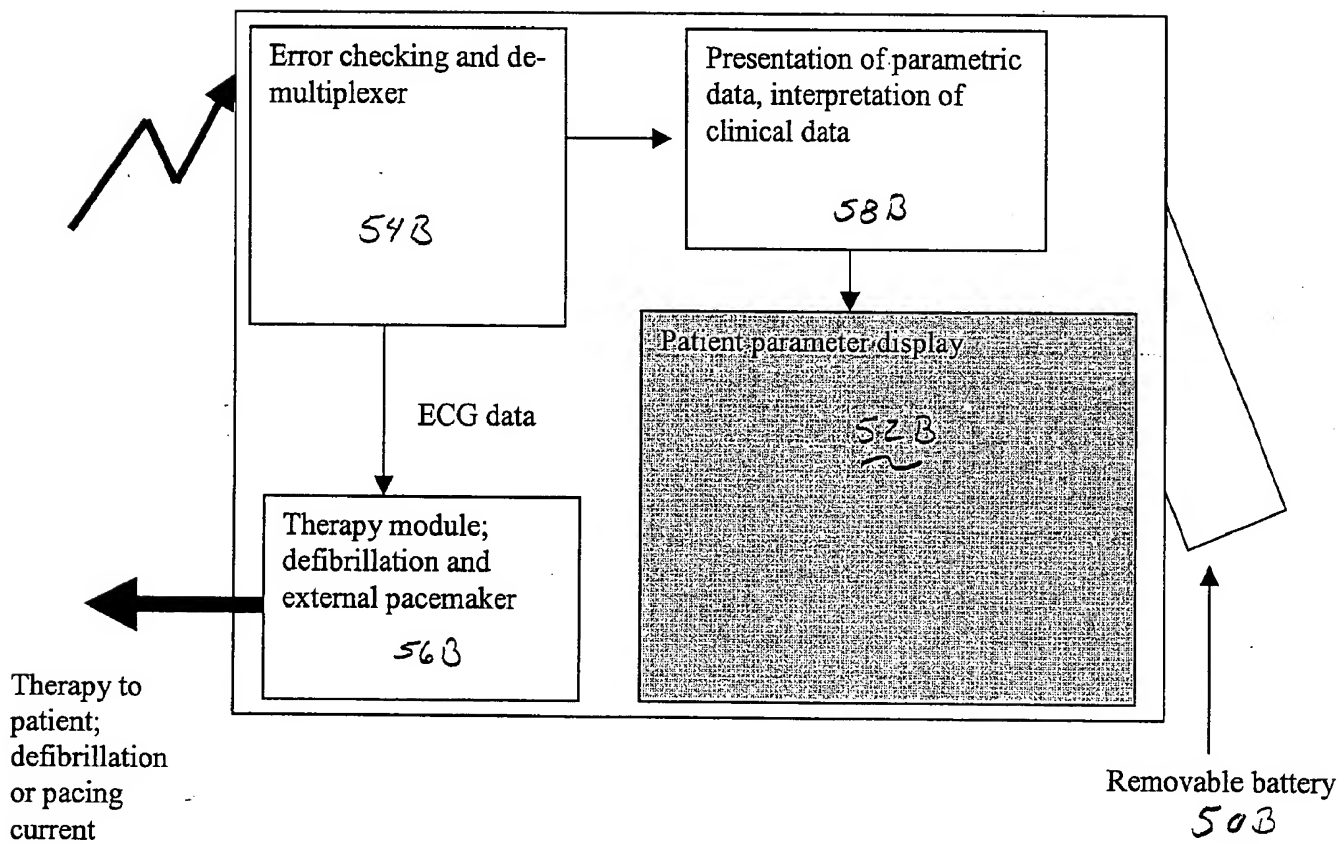 Error checking and de-
multiplexer
54B
Presentation of parametric
data, interpretation of
clinical data
58B
Patient parameter display
52B
ECG data
Therapy module;
defibrillation and
external pacemaker
56B
Therapy to
patient;
defibrillation
or pacing
current
Removable battery
50B